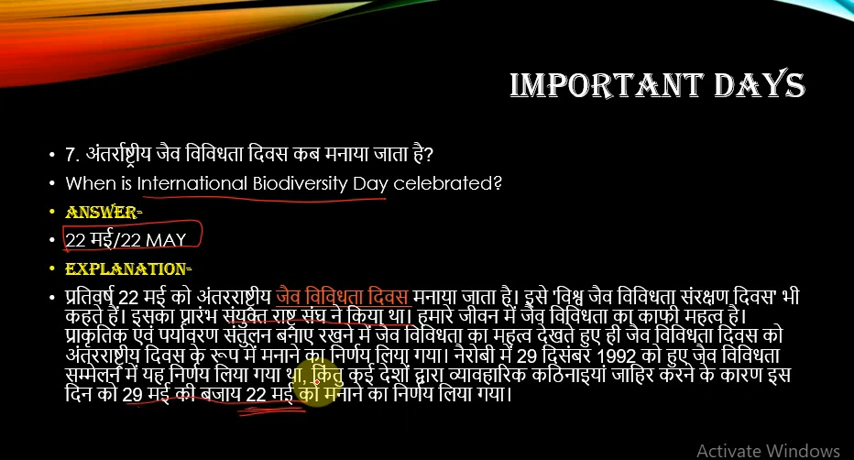 IMPORTANT DAYS
• 7. अंतर्राष्ट्रीय जैव विविधता दिवस कब मनाया जाता है?
• When is International Biodiversity Day celebrated?
• ANSWER-
• 22 मई/22 MAY
• EXPLANATION-
• प्रतिवर्ष 22 मई को अंतरराष्ट्रीय जैव विविधता दिवस मनाया जाता है। इसे 'विश्व जैव विविधता संरक्षण दिवस' भी
कहते हैं। इसका प्रारंभ संयुक्त राष्ट्र संघ ने किया था। हमारे जीवन में जैव विविधता का काफी महत्व है।
प्राकृतिक एवं पर्यावरण संतुलन बनाए रखने में जैव विविधता का महत्व देखते हुए ही जैव विविधता दिवस को
अंतरराष्ट्रीय दिवस के रूप में मनाने का निर्णय लिया गया। नैरोबी में 29 दिसंबर 1992 को हुए जैव विविधता
सम्मेलन में यह निर्णय लिया गया था, किंतु कई देशों द्वारा व्यावहारिक कठिनाइयां जाहिर करने के कारण इस
दिन को 29 मई की बजाय 22 मई को मनाने का निर्णय लिया गया।
Activate Windows